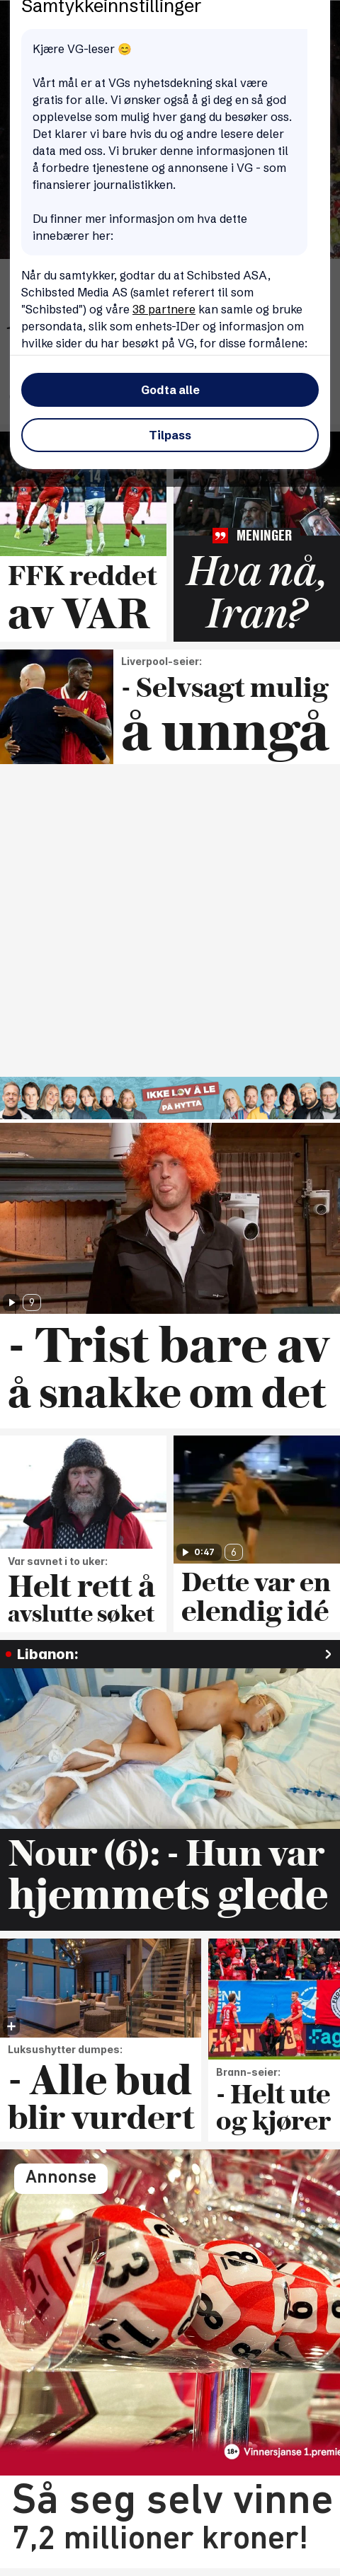 Samtykkeinnstillinger
Kjære VG-leser 😊
Vårt mål er at VGs nyhetsdekning skal være
gratis for alle. Vi ønsker også å gi deg en så god
opplevelse som mulig hver gang du besøker oss.
Det klarer vi bare hvis du og andre lesere deler
data med oss. Vi bruker denne informasjonen til
å forbedre tjenestene og annonsene i VG - som
finansierer journalistikken.
Du finner mer informasjon om hva dette
innebærer her:
Når du samtykker, godtar du at Schibsted ASA,
Schibsted Media AS (samlet referert til som
"Schibsted") og våre 38 partnere kan samle og bruke
persondata, slik som enhets-IDer og informasjon om
hvilke sider du har besøkt på VG, for disse formålene:
Godta alle
Tilpass
FFK reddet
av VAR
MENINGER
Hva nå,
Iran?
Liverpool-seier:
- Selvsagt mulig
å unngå
IKKE LOV Å LE
PÅ HYTTA
9
- Trist bare av
å snakke om det
Var savnet i to uker:
Helt rett å
avslutte søket
0:47
6
Dette var en
elendig idé
Libanon:
Nour (6): - Hun var
hjemmets glede
Luksushytter dumpes:
- Alle bud
blir vurdert
Brann-seier:
- Helt ute
og kjører
Annonse
18+ Vinnersjanse 1.premie
Så seg selv vinne
7,2 millioner kroner!